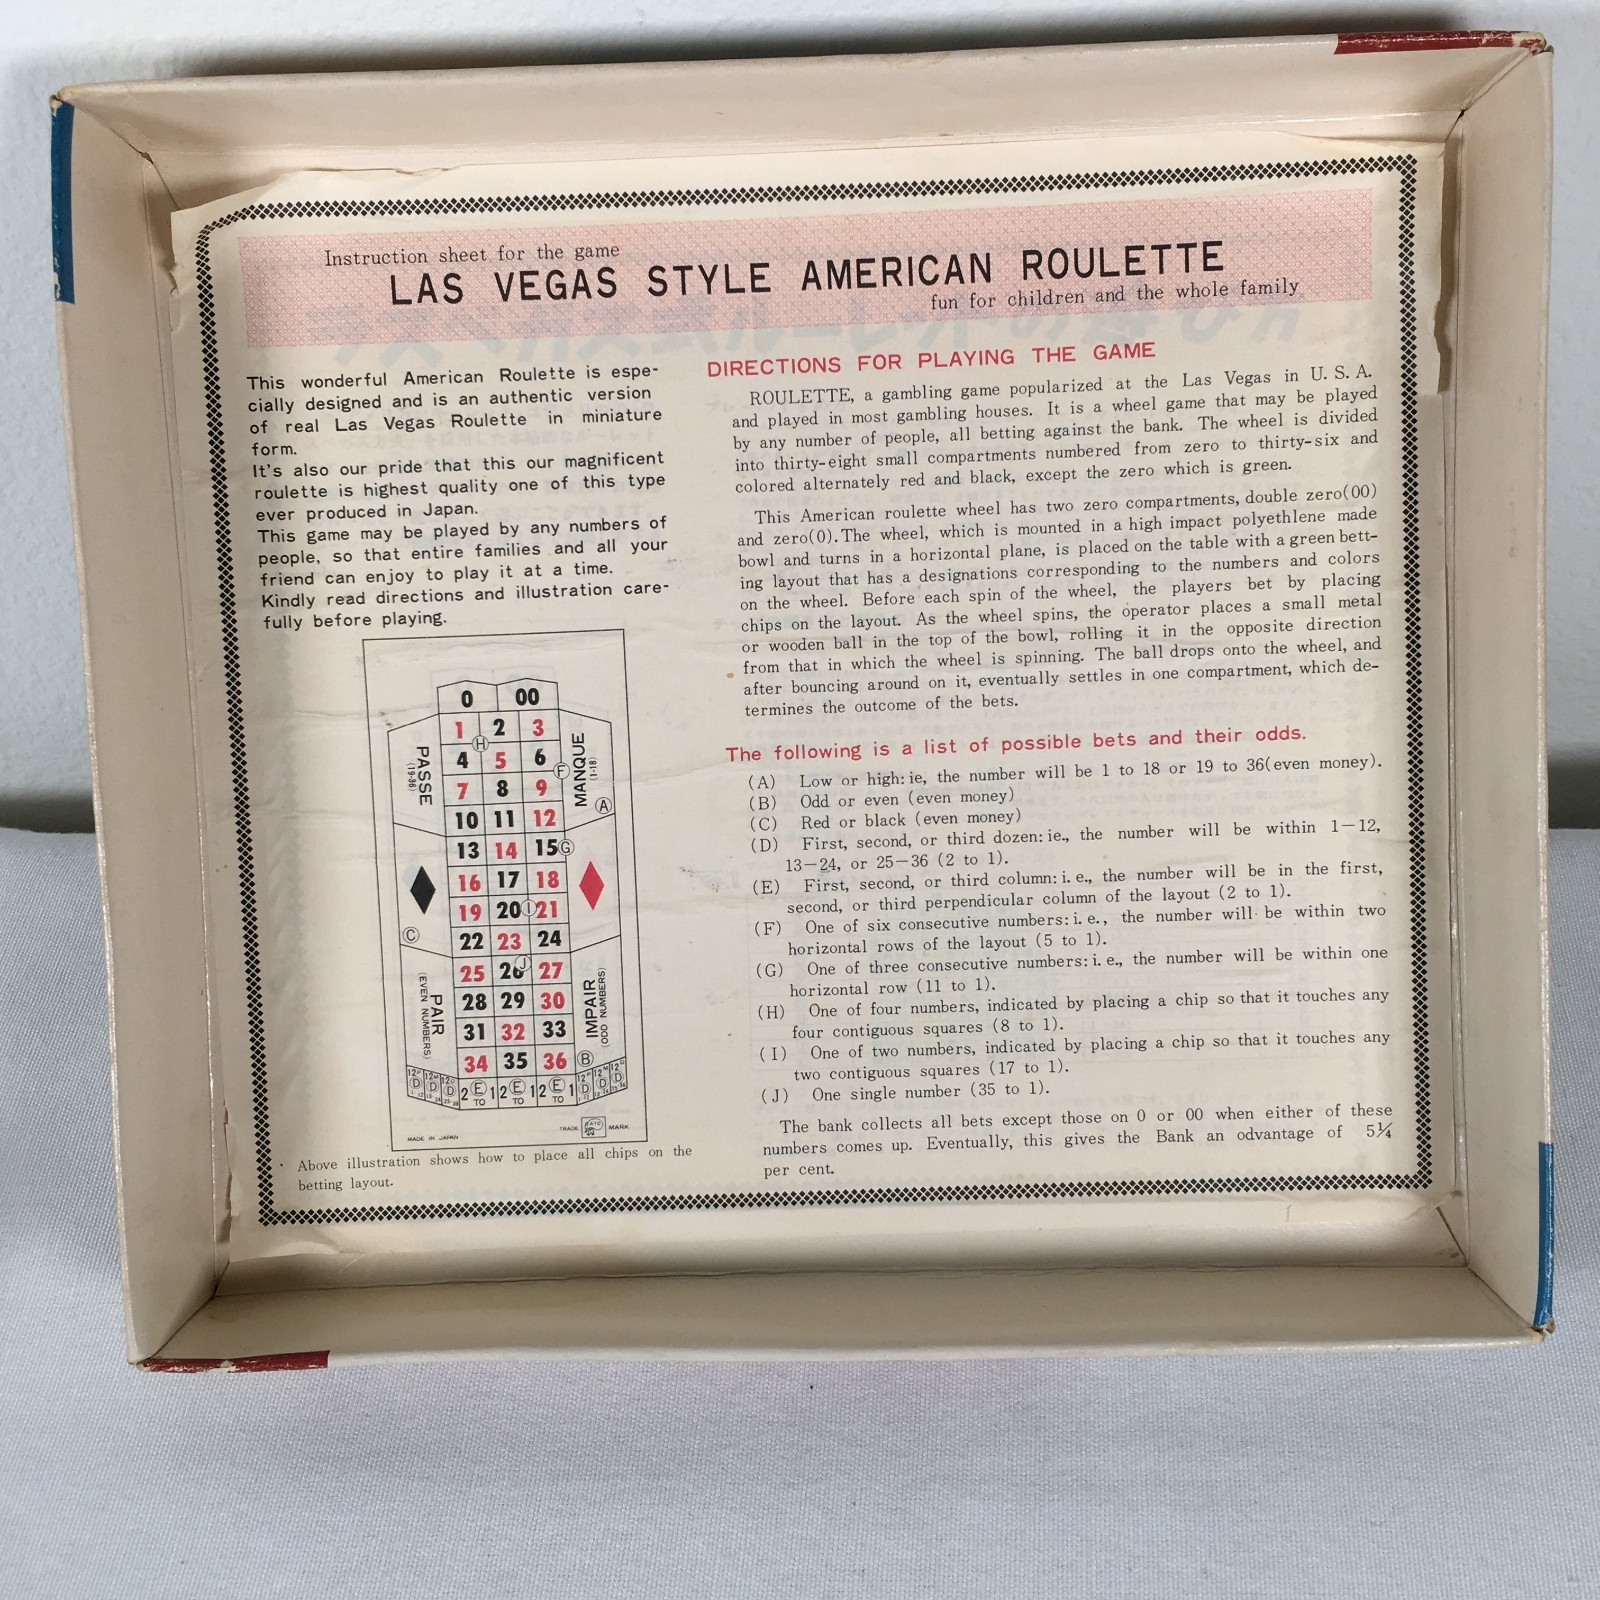 Instruction sheet for the game
LAS VEGAS STYLE AMERICAN ROULETTE
fun for children and the whole family
This wonderful American Roulette is espe-
cially designed and is an authentic version
of real Las Vegas Roulette in miniature
form.
It's also our pride that this our magnificent
roulette is highest quality one of this type
ever produced in Japan.
This game may be played by any numbers of
people, so that entire families and all your
friend can enjoy to play it at a time.
Kindly read directions and illustration care-
fully before playing.
0 00
1 2 3
H
4 5 6
F
7 8 9
10 11 12
13 14 15 G
16 17 18
19 20 I 21
22 23 24
J
25 26 27
28 29 30
31 32 33
34 35 36
PASSE
(19-36)
MANQUE
(1-18)
A
C
PAIR
(EVEN NUMBERS)
IMPAIR
(ODD NUMBERS)
B
12 12 12
D D D
2 E 1 2 E 1 2 E 1
TO TO TO
12 12 12
D D D
MADE IN JAPAN
TRADE MARK
Above illustration shows how to place all chips on the
betting layout.
DIRECTIONS FOR PLAYING THE GAME
ROULETTE, a gambling game popularized at the Las Vegas in U. S. A.
and played in most gambling houses. It is a wheel game that may be played
by any number of people, all betting against the bank. The wheel is divided
into thirty-eight small compartments numbered from zero to thirty-six and
colored alternately red and black, except the zero which is green.
This American roulette wheel has two zero compartments, double zero(00)
and zero(0). The wheel, which is mounted in a high impact polyethlene made
bowl and turns in a horizontal plane, is placed on the table with a green bett-
ing layout that has a designations corresponding to the numbers and colors
on the wheel. Before each spin of the wheel, the players bet by placing
chips on the layout. As the wheel spins, the operator places a small metal
or wooden ball in the top of the bowl, rolling it in the opposite direction
from that in which the wheel is spinning. The ball drops onto the wheel, and
after bouncing around on it, eventually settles in one compartment, which de-
termines the outcome of the bets.
The following is a list of possible bets and their odds.
(A) Low or high: ie, the number will be 1 to 18 or 19 to 36(even money).
(B) Odd or even (even money)
(C) Red or black (even money)
(D) First, second, or third dozen: ie., the number will be within 1—12,
13—24, or 25—36 (2 to 1).
(E) First, second, or third column: i. e., the number will be in the first,
second, or third perpendicular column of the layout (2 to 1).
(F) One of six consecutive numbers: i. e., the number will be within two
horizontal rows of the layout (5 to 1).
(G) One of three consecutive numbers: i. e., the number will be within one
horizontal row (11 to 1).
(H) One of four numbers, indicated by placing a chip so that it touches any
four contiguous squares (8 to 1).
(I) One of two numbers, indicated by placing a chip so that it touches any
two contiguous squares (17 to 1).
(J) One single number (35 to 1).
The bank collects all bets except those on 0 or 00 when either of these
numbers comes up. Eventually, this gives the Bank an odvantage of 5¼
per cent.